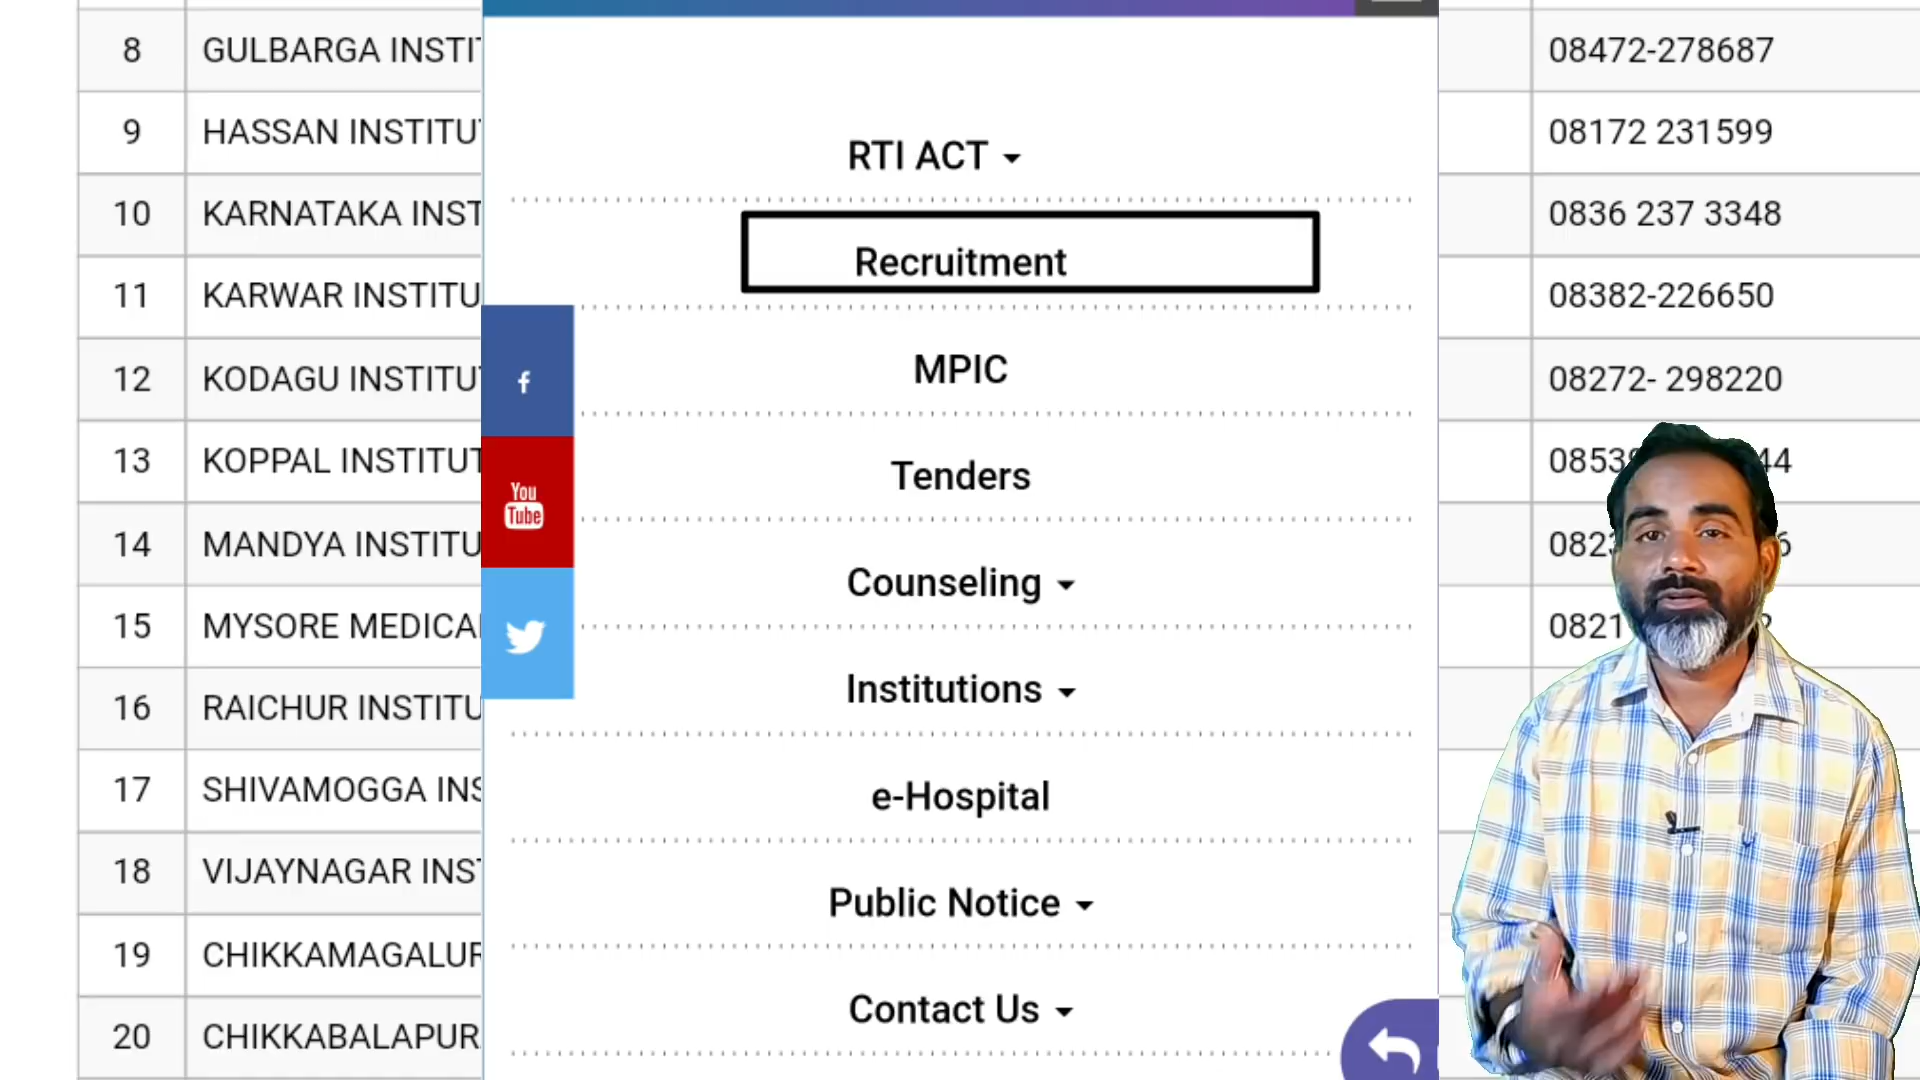 8 GULBARGA INSTI 08472-278687
9 HASSAN INSTITU 08172 231599
10 KARNATAKA INST 0836 237 3348
11 KARWAR INSTITU 08382-226650
12 KODAGU INSTITU 08272- 298220
13 KOPPAL INSTITU
14 MANDYA INSTITU
15 MYSORE MEDICA 0821
16 RAICHUR INSTITU
17 SHIVAMOGGA INS
18 VIJAYNAGAR INS
19 CHIKKAMAGALUR
20 CHIKKABALAPUR
RTI ACT
Recruitment
MPIC
Tenders
Counseling
Institutions
e-Hospital
Public Notice
Contact Us
f
You
Tube